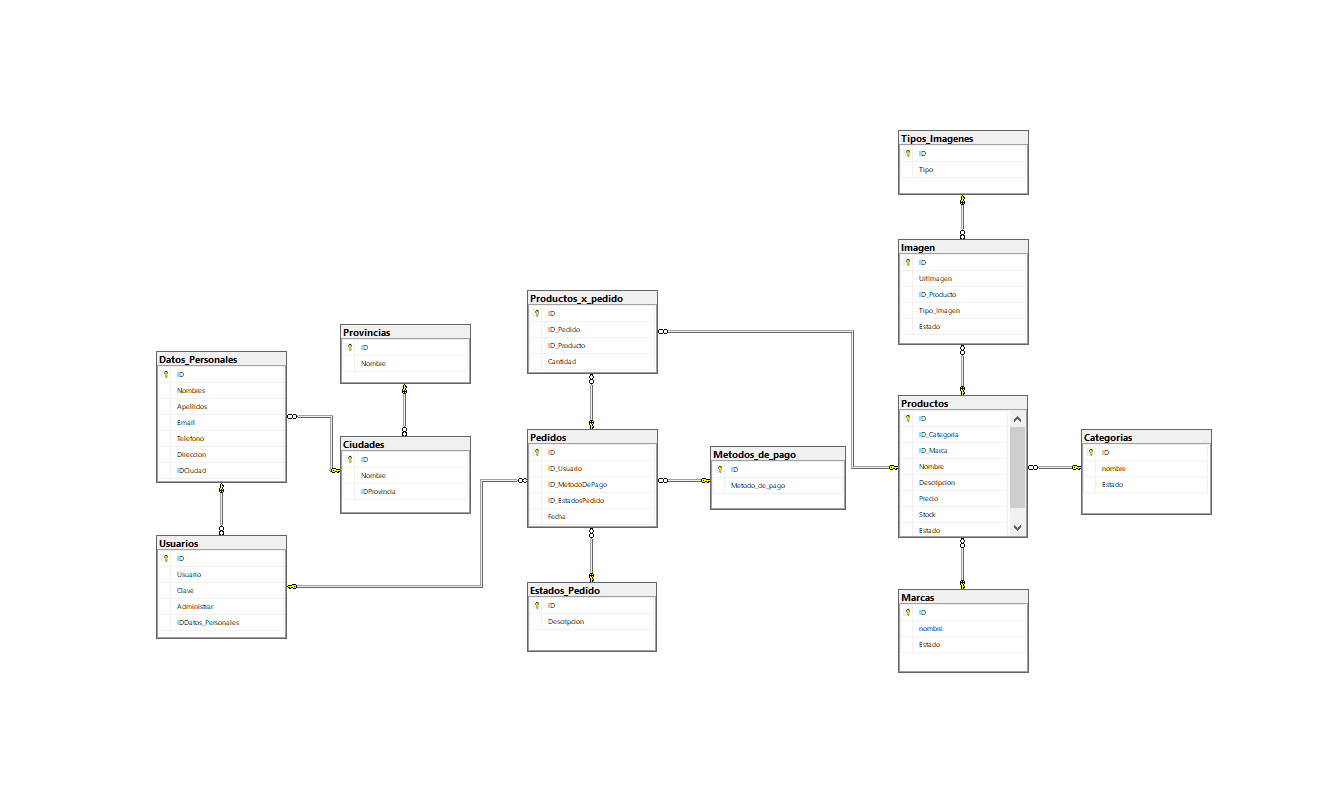 Tipos_Imagenes
ID
Tipo
Imagen
ID
UrlImagen
ID_Producto
Tipo_Imagen
Estado
Productos_x_pedido
ID
ID_Pedido
ID_Producto
Cantidad
Provincias
ID
Nombre
Datos_Personales
ID
Nombres
Apellidos
Email
Telefono
Direccion
IDCiudad
Ciudades
ID
Nombre
IDProvincia
Pedidos
ID
ID_Usuario
ID_MetodoDePago
ID_EstadosPedido
Fecha
Metodos_de_pago
ID
Metodo_de_pago
Productos
ID
ID_Categoria
ID_Marca
Nombre
Descripcion
Precio
Stock
Estado
Categorias
ID
nombre
Estado
Usuarios
ID
Usuario
Clave
Administrar
IDDatos_Personales
Estados_Pedido
ID
Descripcion
Marcas
ID
nombre
Estado